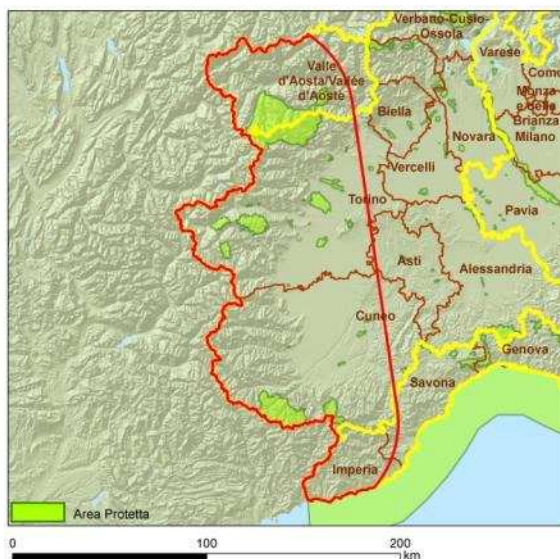 Verbano-Cusio-
Ossola
Varese
Valle
d'Aosta/Vallée
d'Aoste
Como
Monza
e della
Brianza
Biella
Novara
Milano
Vercelli
Torino
Pavia
Asti
Alessandria
Cuneo
Genova
Savona
Imperia
Area Protetta
0
100
200
km